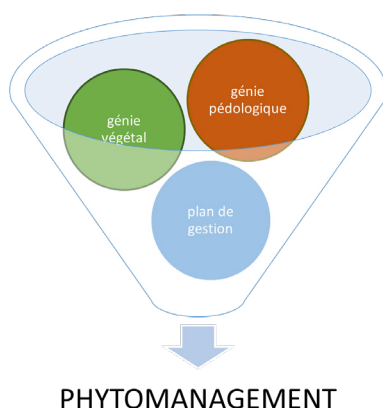 génie
pédologique
génie
végétal
plan de
gestion
PHYTOMANAGEMENT